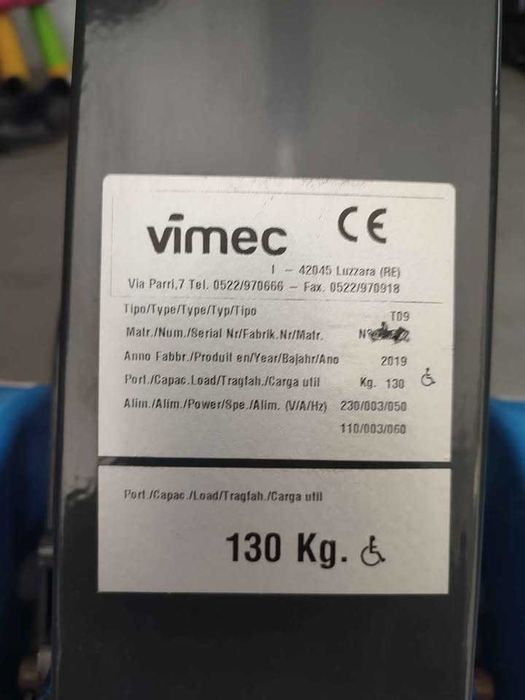 vimec CE
I – 42045 Luzzara (RE)
Via Parri,7 Tel. 0522/970666 – Fax. 0522/970918
Tipo/Type/Type/Typ/Tipo T09
Matr./Num./Serial Nr/Fabrik.Nr/Matr. N°
Anno Fabbr./Produit en/Year/Bajahr/Ano 2019
Port./Capac.Load/Tragfah./Carga util Kg. 130
Alim./Alim./Power/Spe./Alim. (V/A/Hz) 230/003/050
110/003/060
Port./Capac./Load/Tragfah./Carga util
130 Kg.